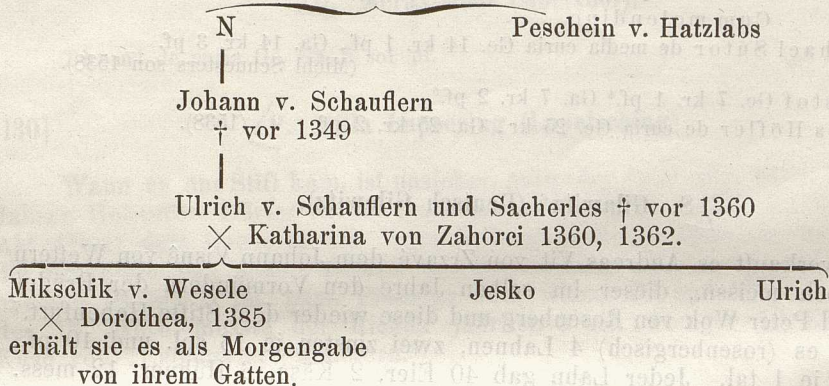 N Peschein v. Hatzlabs
Johann v. Schauflern
† vor 1349
Ulrich v. Schauflern und Sacherles † vor 1360
× Katharina von Zahorci 1360, 1362.
Mikschik v. Wesele Jesko Ulrich
× Dorothea, 1385
erhält sie es als Morgengabe
von ihrem Gatten.